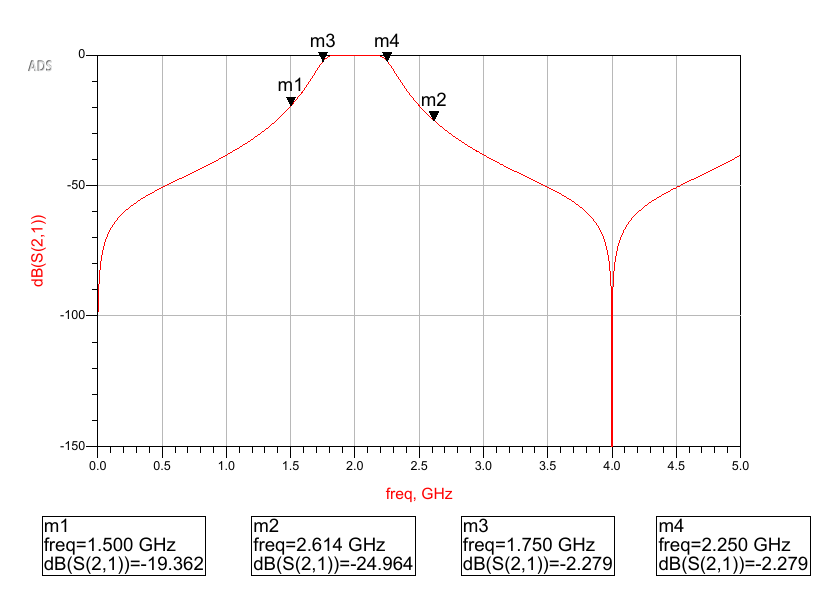 m3
m4
ADS
m1
m2
0
-50
-100
-150
dB(S(2,1))
0.0
0.5
1.0
1.5
2.0
2.5
3.0
3.5
4.0
4.5
5.0
freq, GHz
m1
freq=1.500 GHz
dB(S(2,1))=-19.362
m2
freq=2.614 GHz
dB(S(2,1))=-24.964
m3
freq=1.750 GHz
dB(S(2,1))=-2.279
m4
freq=2.250 GHz
dB(S(2,1))=-2.279